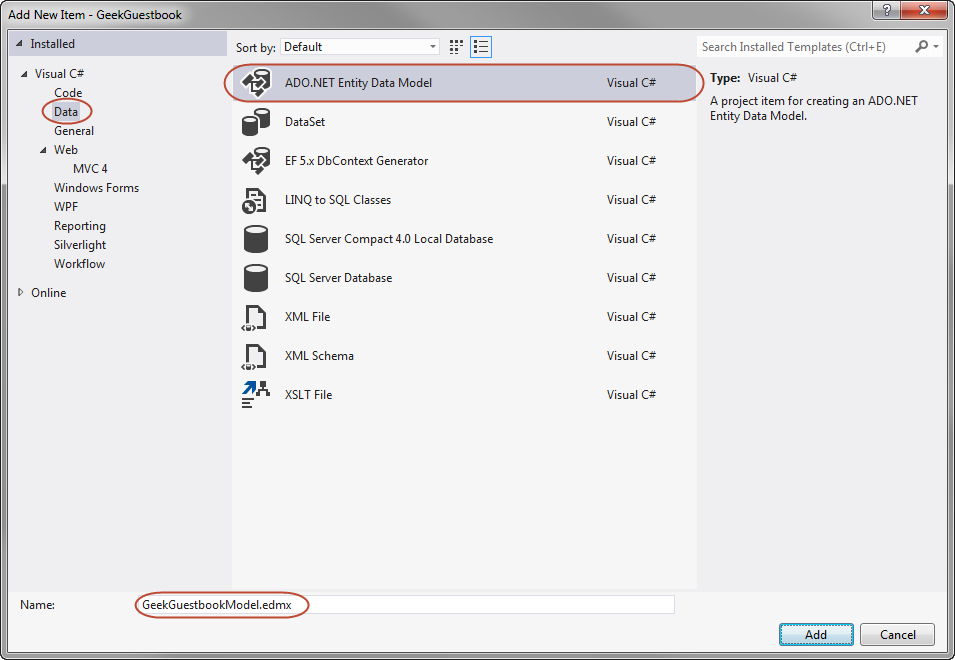 Add New Item - GeekGuestbook
Installed
Sort by: Default
Search Installed Templates (Ctrl+E)
Visual C#
Code
Data
General
Web
MVC 4
Windows Forms
WPF
Reporting
Silverlight
Workflow
Online
ADO.NET Entity Data Model Visual C#
DataSet Visual C#
EF 5.x DbContext Generator Visual C#
LINQ to SQL Classes Visual C#
SQL Server Compact 4.0 Local Database Visual C#
SQL Server Database Visual C#
XML File Visual C#
XML Schema Visual C#
XSLT File Visual C#
Type: Visual C#
A project item for creating an ADO.NET
Entity Data Model.
Name: GeekGuestbookModel.edmx
Add Cancel